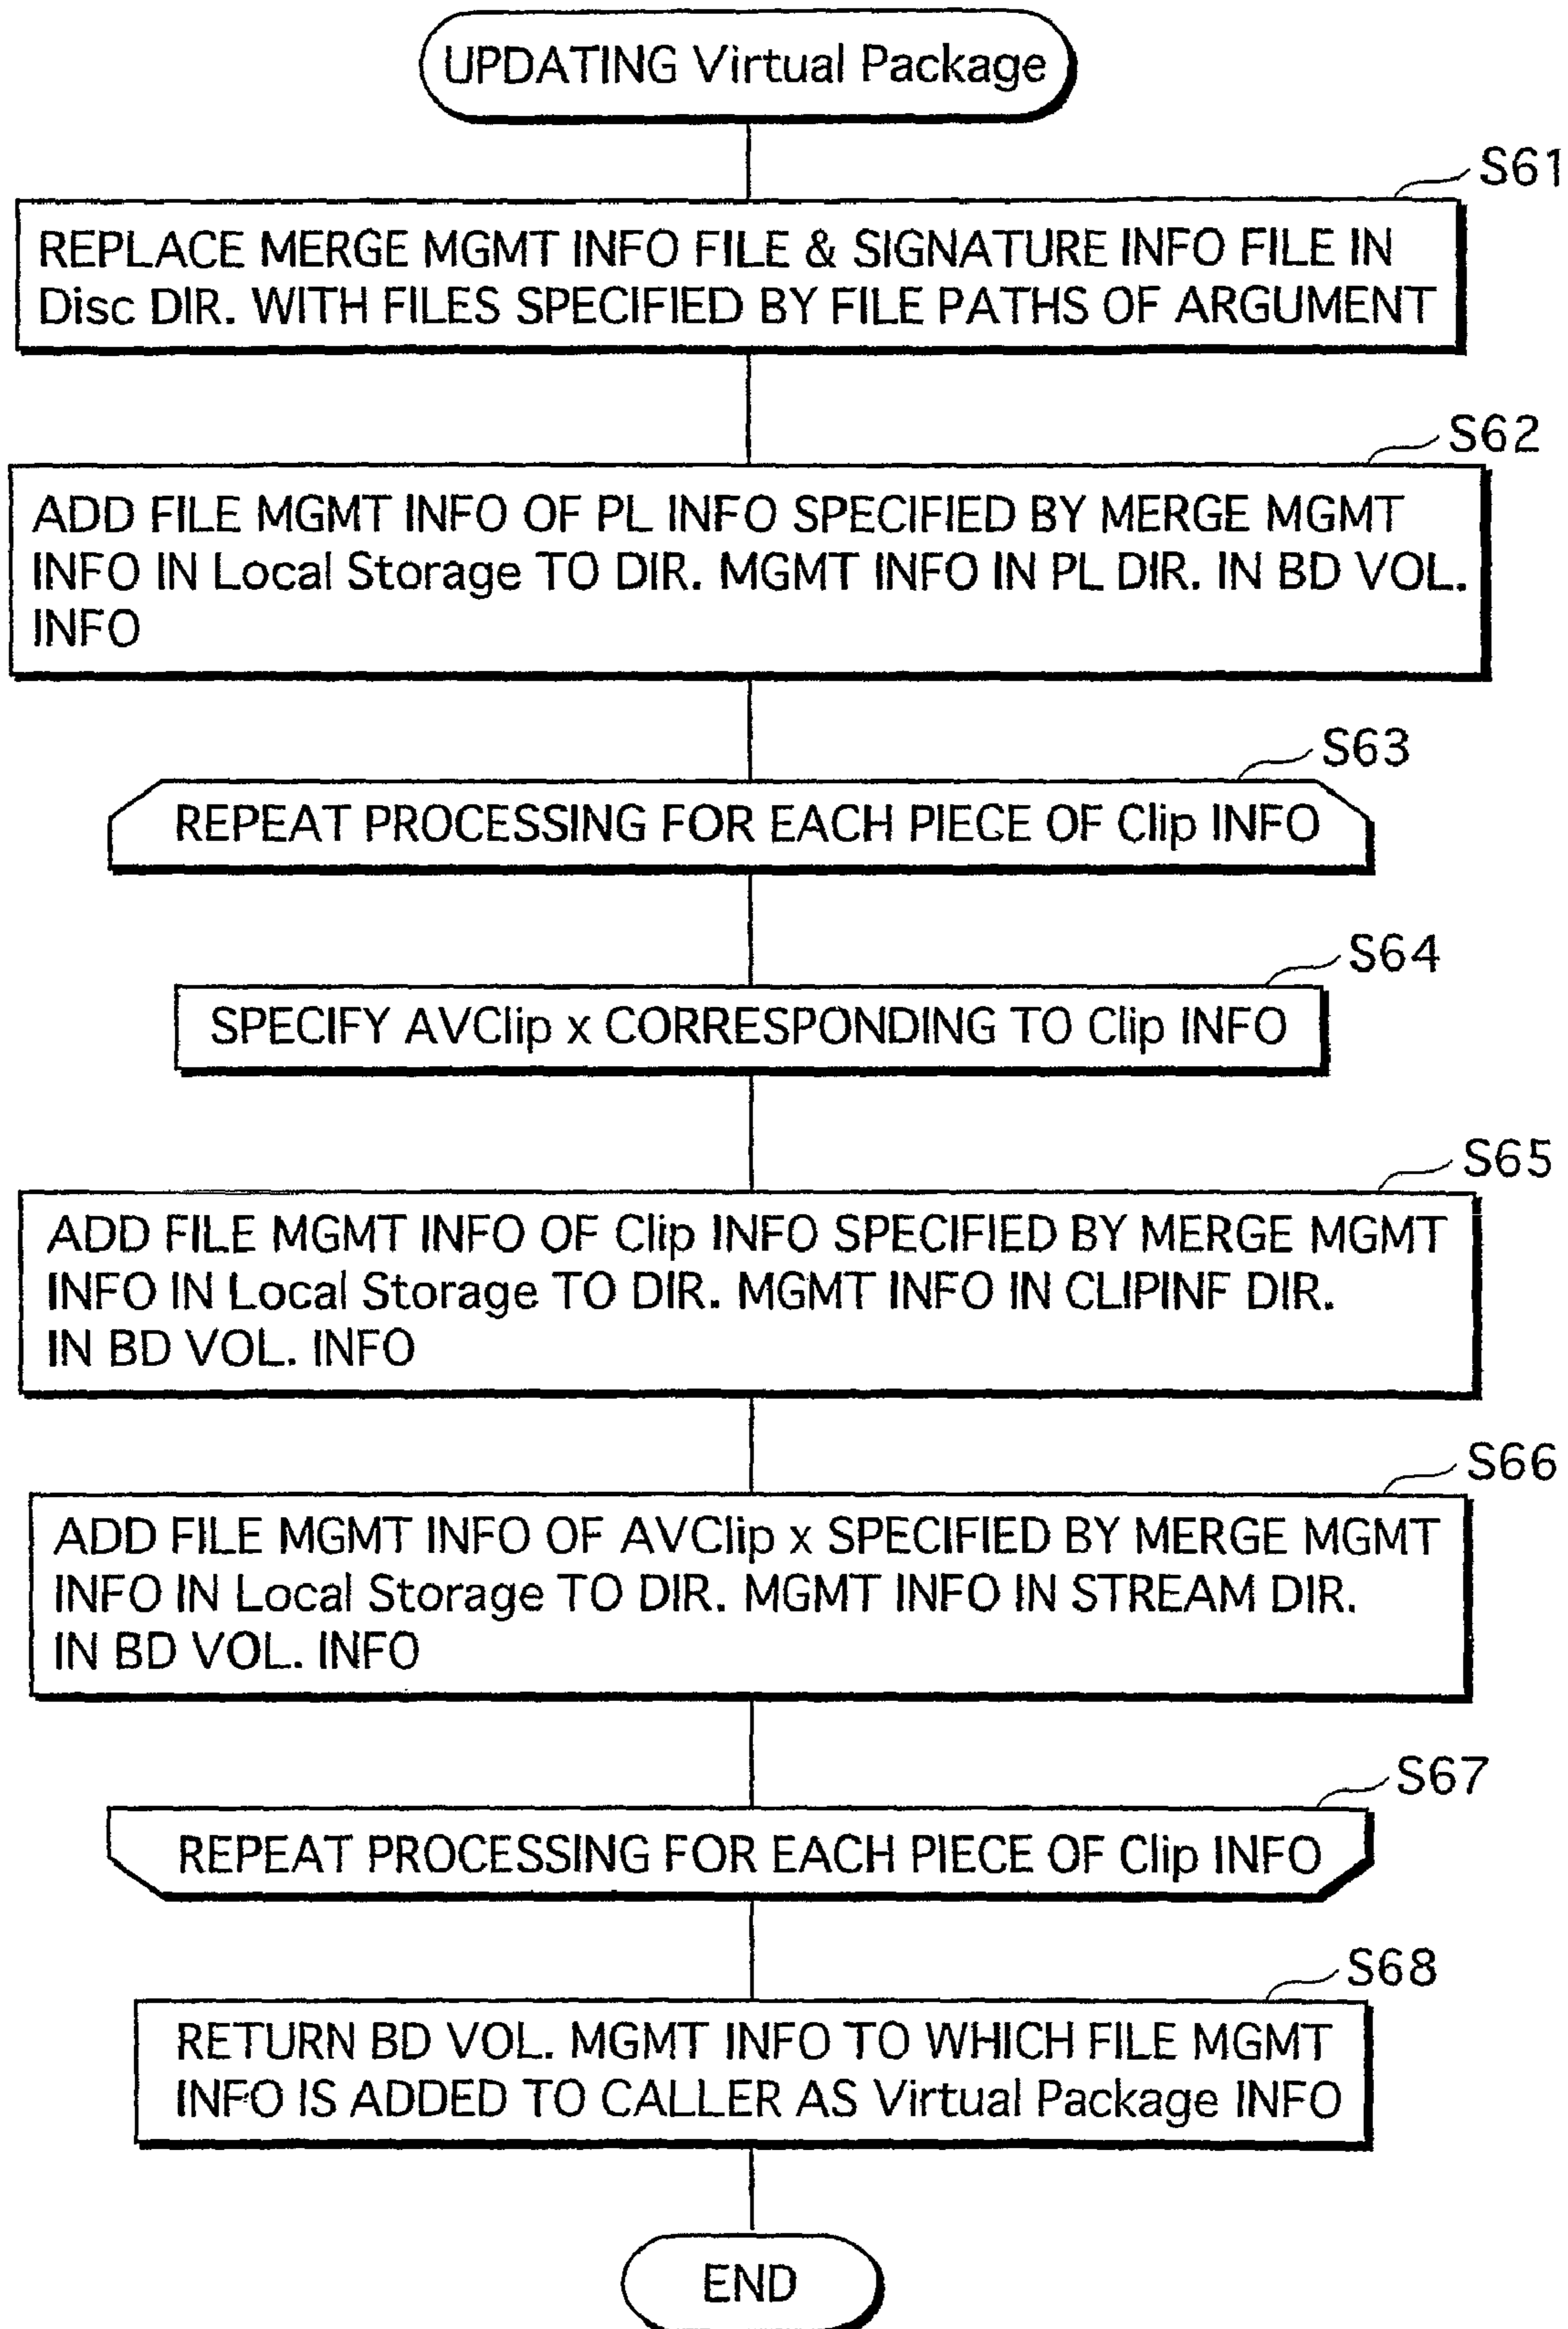 UPDATING Virtual Package
S61
REPLACE MERGE MGMT INFO FILE & SIGNATURE INFO FILE IN
Disc DIR. WITH FILES SPECIFIED BY FILE PATHS OF ARGUMENT
S62
ADD FILE MGMT INFO OF PL INFO SPECIFIED BY MERGE MGMT
INFO IN Local Storage TO DIR. MGMT INFO IN PL DIR. IN BD VOL.
INFO
S63
REPEAT PROCESSING FOR EACH PIECE OF Clip INFO
S64
SPECIFY AVClip x CORRESPONDING TO Clip INFO
S65
ADD FILE MGMT INFO OF Clip INFO SPECIFIED BY MERGE MGMT
INFO IN Local Storage TO DIR. MGMT INFO IN CLIPINF DIR.
IN BD VOL. INFO
S66
ADD FILE MGMT INFO OF AVClip x SPECIFIED BY MERGE MGMT
INFO IN Local Storage TO DIR. MGMT INFO IN STREAM DIR.
IN BD VOL. INFO
S67
REPEAT PROCESSING FOR EACH PIECE OF Clip INFO
S68
RETURN BD VOL. MGMT INFO TO WHICH FILE MGMT
INFO IS ADDED TO CALLER AS Virtual Package INFO
END